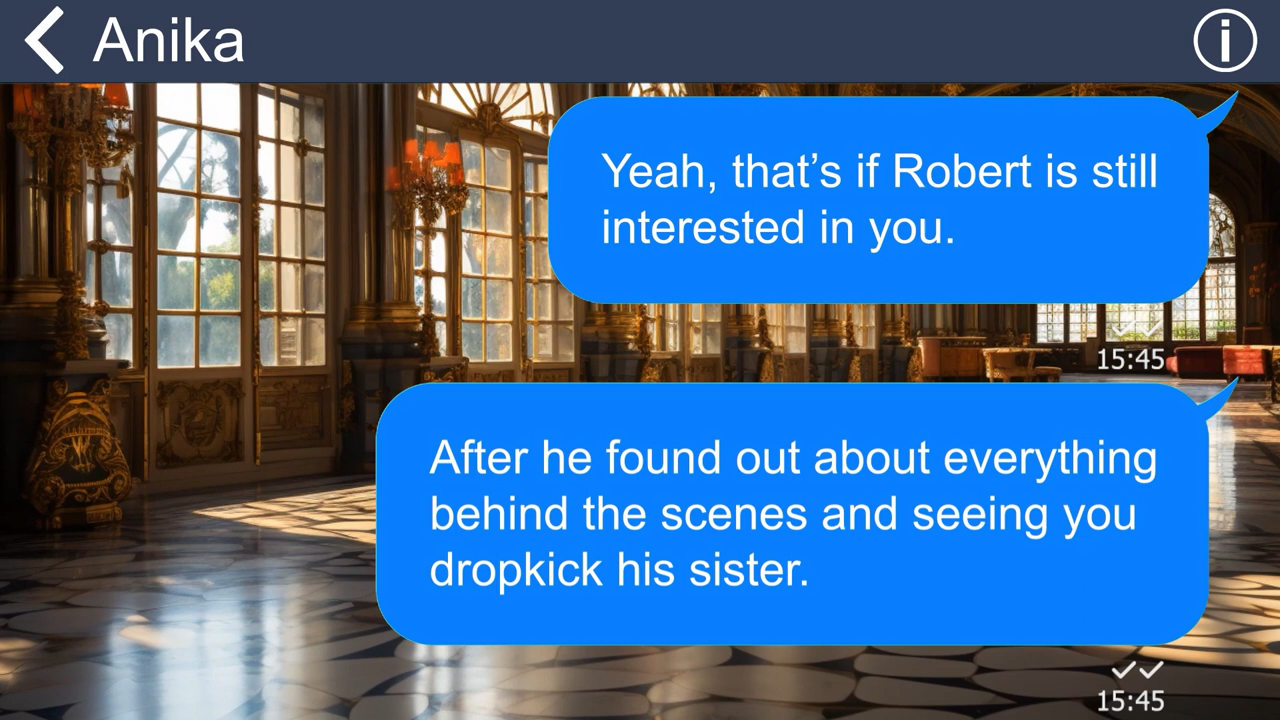 Anika
Yeah, that’s if Robert is still
interested in you.
15:45
After he found out about everything
behind the scenes and seeing you
dropkick his sister.
15:45